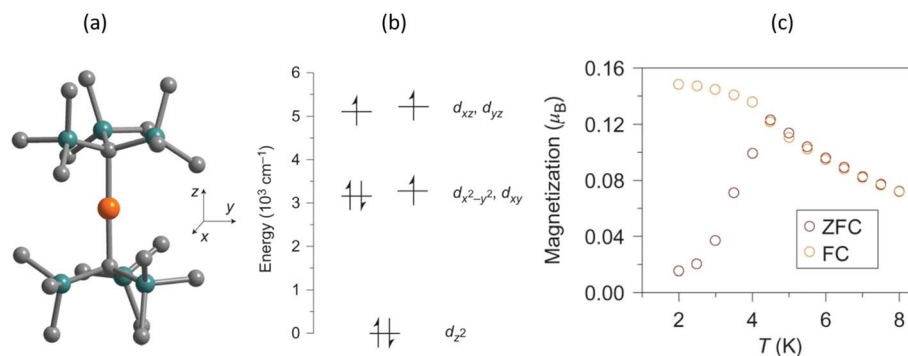 (a)
(b)
(c)
z
y
x
Energy (10³ cm⁻¹)
6
5
4
3
2
1
0
dxz, dyz
dx²−y², dxy
dz²
Magnetization (μB)
0.16
0.12
0.08
0.04
0.00
ZFC
FC
2 4 6 8
T (K)